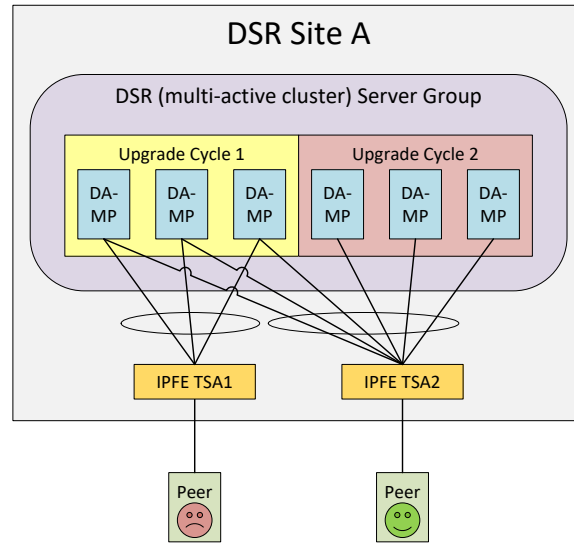 DSR Site A
DSR (multi-active cluster) Server Group
Upgrade Cycle 1
Upgrade Cycle 2
DA-
MP
DA-
MP
DA-
MP
DA-
MP
DA-
MP
DA-
MP
IPFE TSA1
IPFE TSA2
Peer
Peer